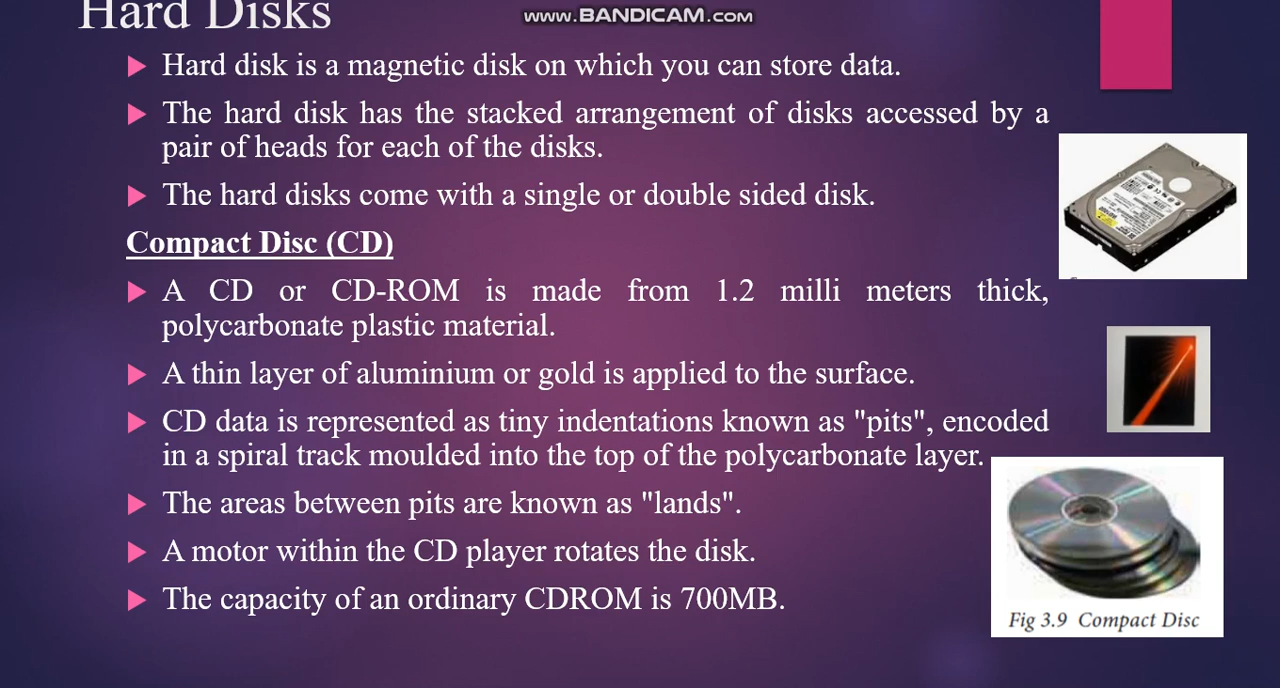 www.BANDICAM.com
Hard Disks
Hard disk is a magnetic disk on which you can store data.
The hard disk has the stacked arrangement of disks accessed by a
pair of heads for each of the disks.
The hard disks come with a single or double sided disk.
Compact Disc (CD)
A CD or CD-ROM is made from 1.2 milli meters thick,
polycarbonate plastic material.
A thin layer of aluminium or gold is applied to the surface.
CD data is represented as tiny indentations known as "pits", encoded
in a spiral track moulded into the top of the polycarbonate layer.
The areas between pits are known as "lands".
A motor within the CD player rotates the disk.
The capacity of an ordinary CDROM is 700MB.
Fig 3.9 Compact Disc